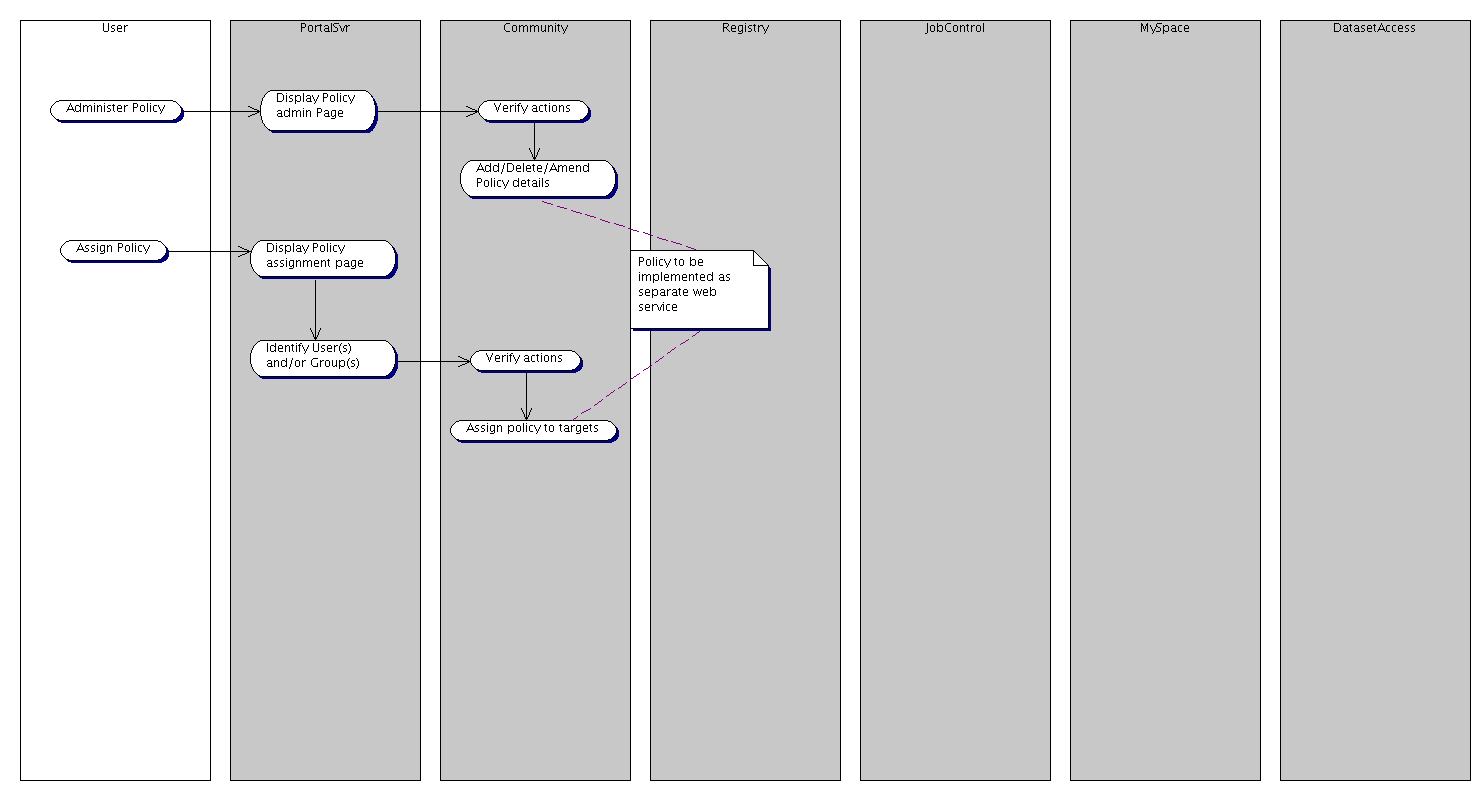 User
PortalSvr
Community
Registry
JobControl
MySpace
DatasetAccess
Administer Policy
Display Policy
admin Page
Verify actions
Add/Delete/Amend
Policy details
Assign Policy
Display Policy
assignment page
Policy to be
implemented as
separate web
service
Identify User(s)
and/or Group(s)
Verify actions
Assign policy to targets